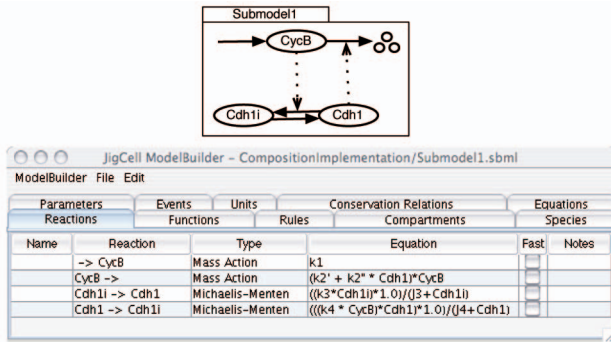 Submodel1
CycB
Cdh1i
Cdh1
JigCell ModelBuilder - CompositionImplementation/Submodel1.sbml
ModelBuilder File Edit
Parameters Events Units Conservation Relations Equations
Reactions Functions Rules Compartments Species
Name Reaction Type Equation Fast Notes
-> CycB Mass Action k1
CycB -> Mass Action (k2' + k2" * Cdh1)*CycB
Cdh1i -> Cdh1 Michaelis-Menten ((k3*Cdh1i)*1.0)/(J3+Cdh1i)
Cdh1 -> Cdh1i Michaelis-Menten (((k4 * CycB)*Cdh1)*1.0)/(J4+Cdh1)